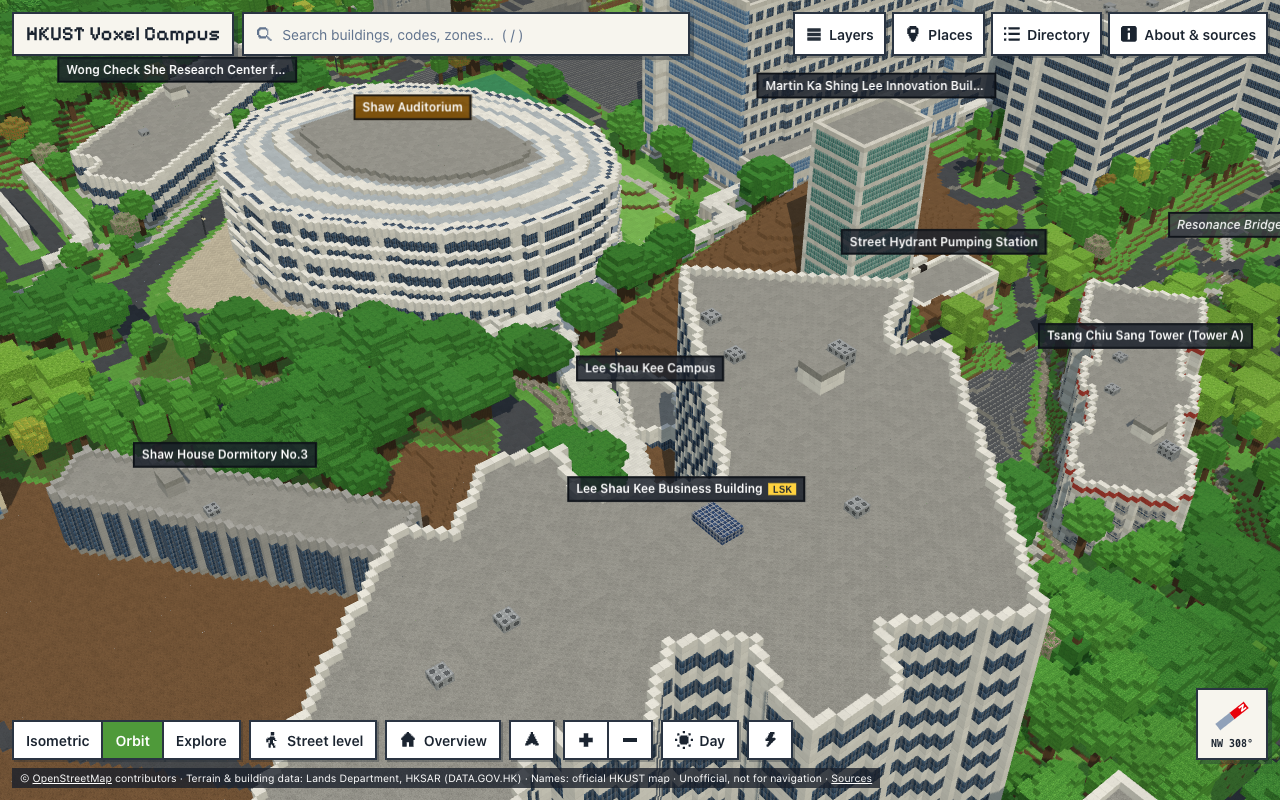 HKUST Voxel Campus
Search buildings, codes, zones... ( / )
Layers
Places
Directory
About & sources
Wong Check She Research Center f...
Martin Ka Shing Lee Innovation Buil...
Shaw Auditorium
Resonance Bridge
Street Hydrant Pumping Station
Tsang Chiu Sang Tower (Tower A)
Lee Shau Kee Campus
Shaw House Dormitory No.3
Lee Shau Kee Business Building LSK
Isometric
Orbit
Explore
Street level
Overview
Day
N
NW 308°
© OpenStreetMap contributors · Terrain & building data: Lands Department, HKSAR (DATA.GOV.HK) · Names: official HKUST map · Unofficial, not for navigation · Sources